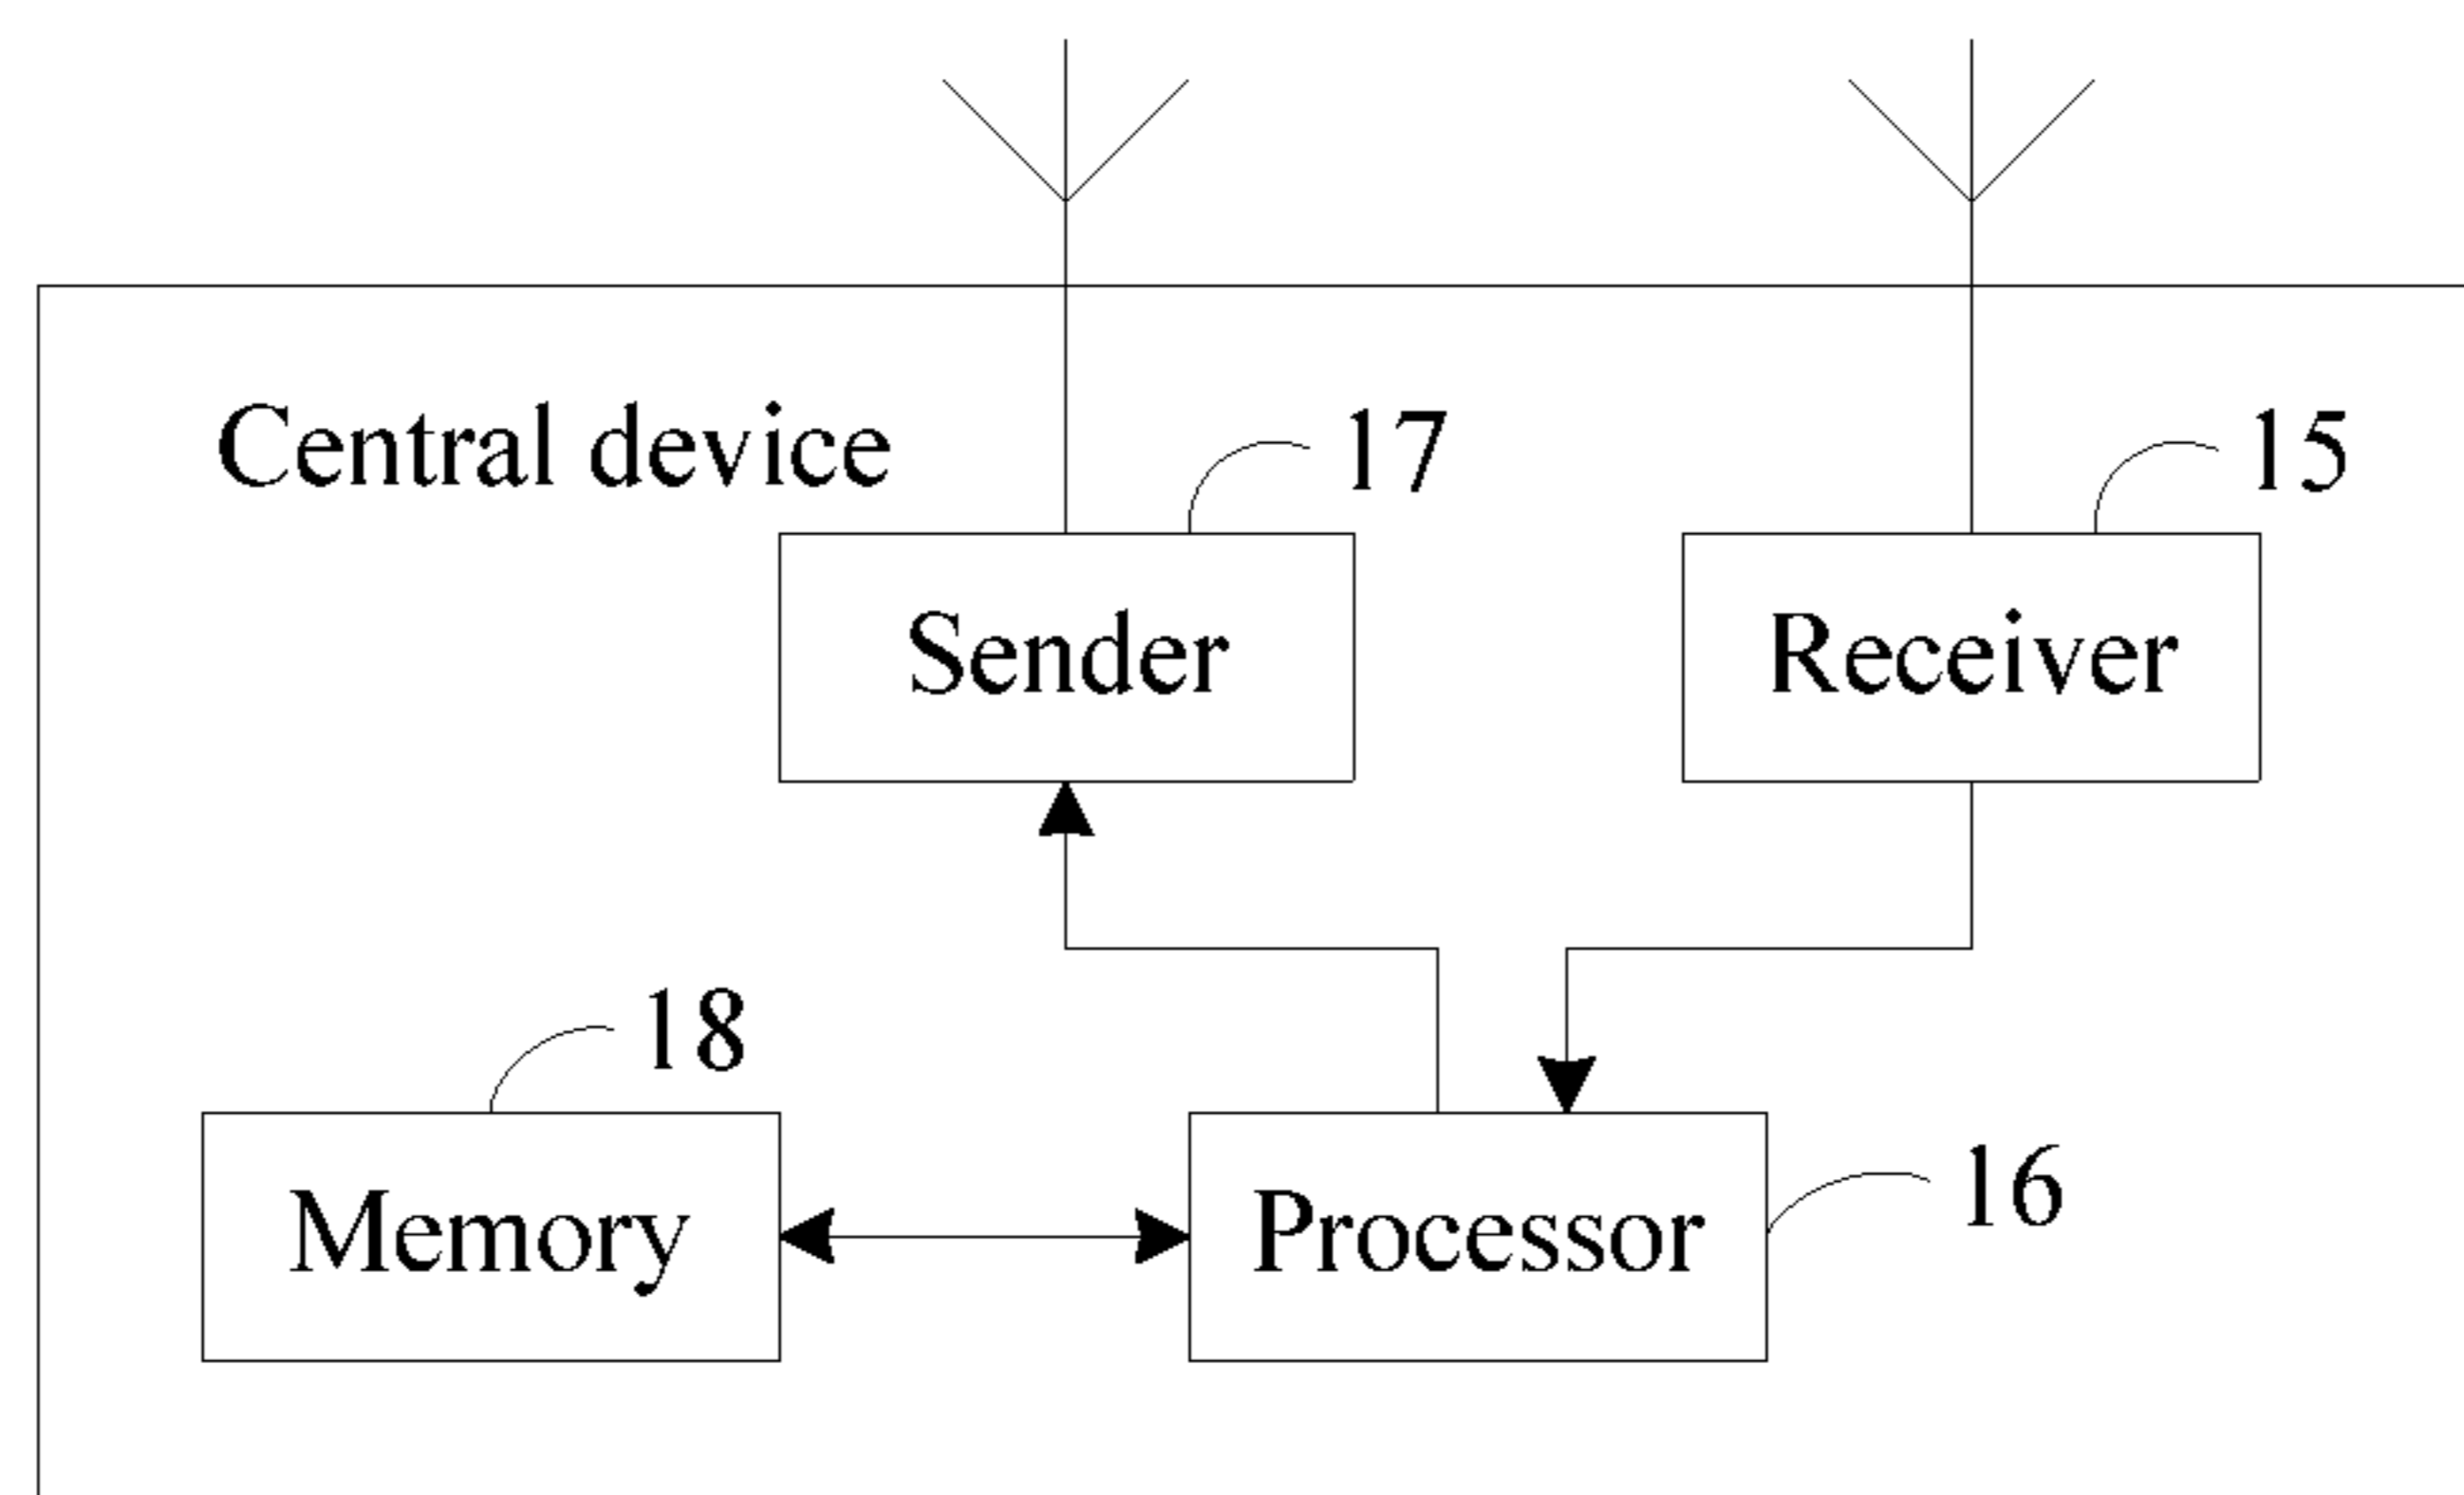 Central device
17
15
Sender
Receiver
18
16
Memory
Processor